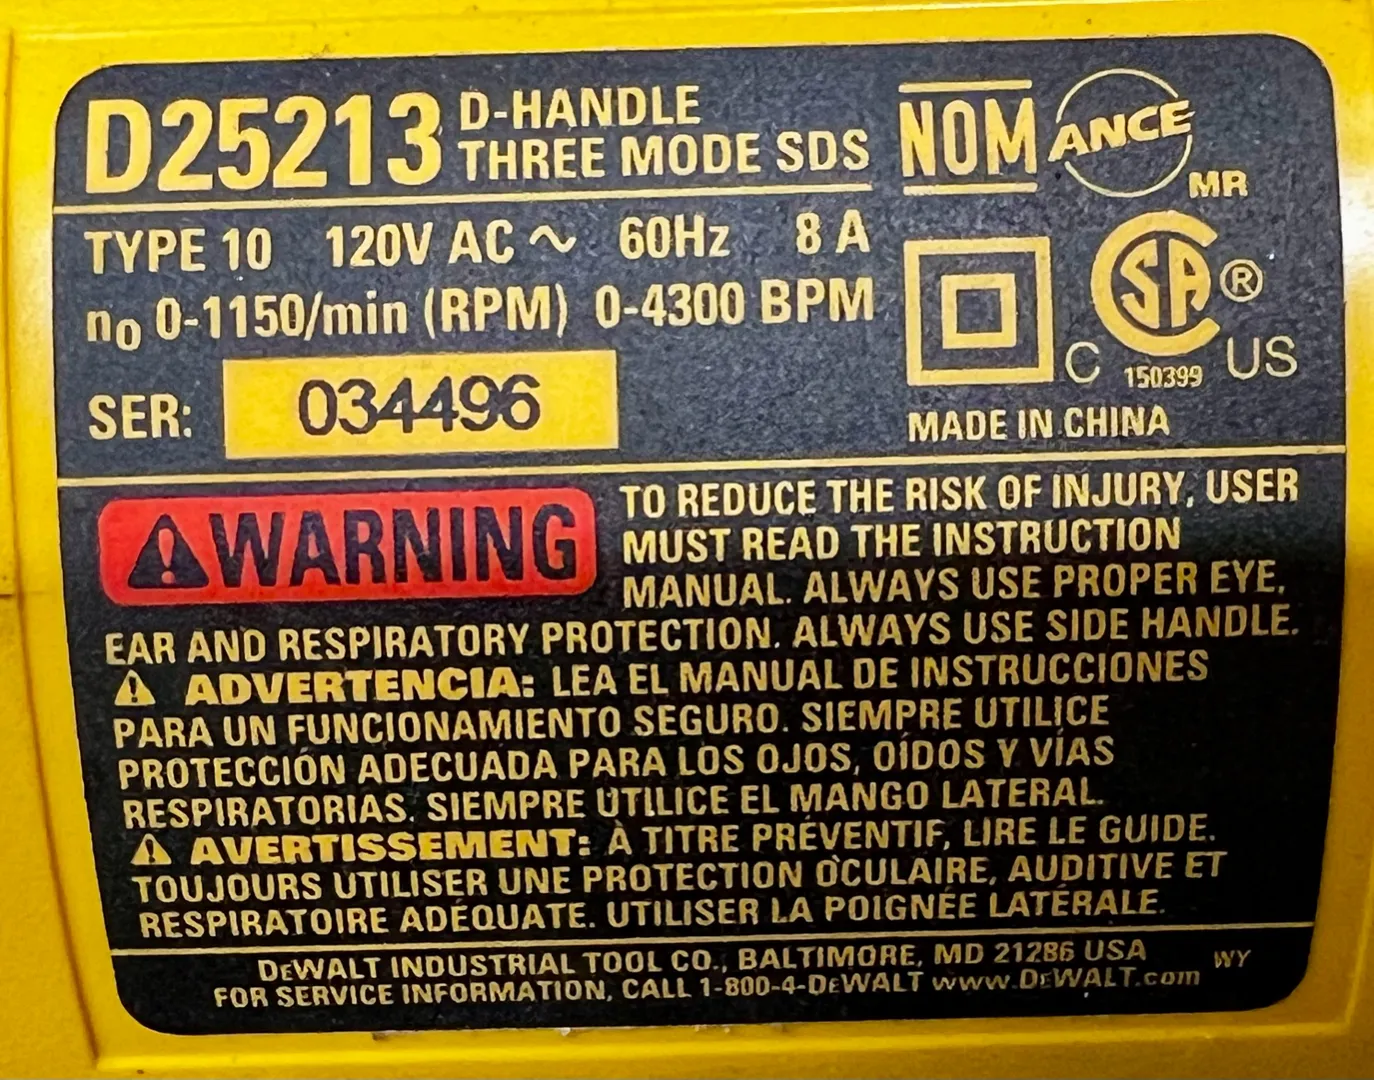 D25213 D-HANDLE
THREE MODE SDS
NOM ANCE
MR
TYPE 10 120V AC ~ 60Hz 8 A
n₀ 0-1150/min (RPM) 0-4300 BPM
SER: 034496
C SA ® US
150399
MADE IN CHINA
⚠WARNING TO REDUCE THE RISK OF INJURY, USER
MUST READ THE INSTRUCTION
MANUAL. ALWAYS USE PROPER EYE,
EAR AND RESPIRATORY PROTECTION. ALWAYS USE SIDE HANDLE.
⚠ ADVERTENCIA: LEA EL MANUAL DE INSTRUCCIONES
PARA UN FUNCIONAMIENTO SEGURO. SIEMPRE UTILICE
PROTECCIÓN ADECUADA PARA LOS OJOS, OÍDOS Y VÍAS
RESPIRATORIAS. SIEMPRE UTILICE EL MANGO LATERAL.
⚠ AVERTISSEMENT: À TITRE PRÉVENTIF, LIRE LE GUIDE.
TOUJOURS UTILISER UNE PROTECTION OCULAIRE, AUDITIVE ET
RESPIRATOIRE ADÉQUATE. UTILISER LA POIGNÉE LATÉRALE.
DEWALT INDUSTRIAL TOOL CO., BALTIMORE, MD 21286 USA WY
FOR SERVICE INFORMATION, CALL 1-800-4-DEWALT www.DEWALT.com